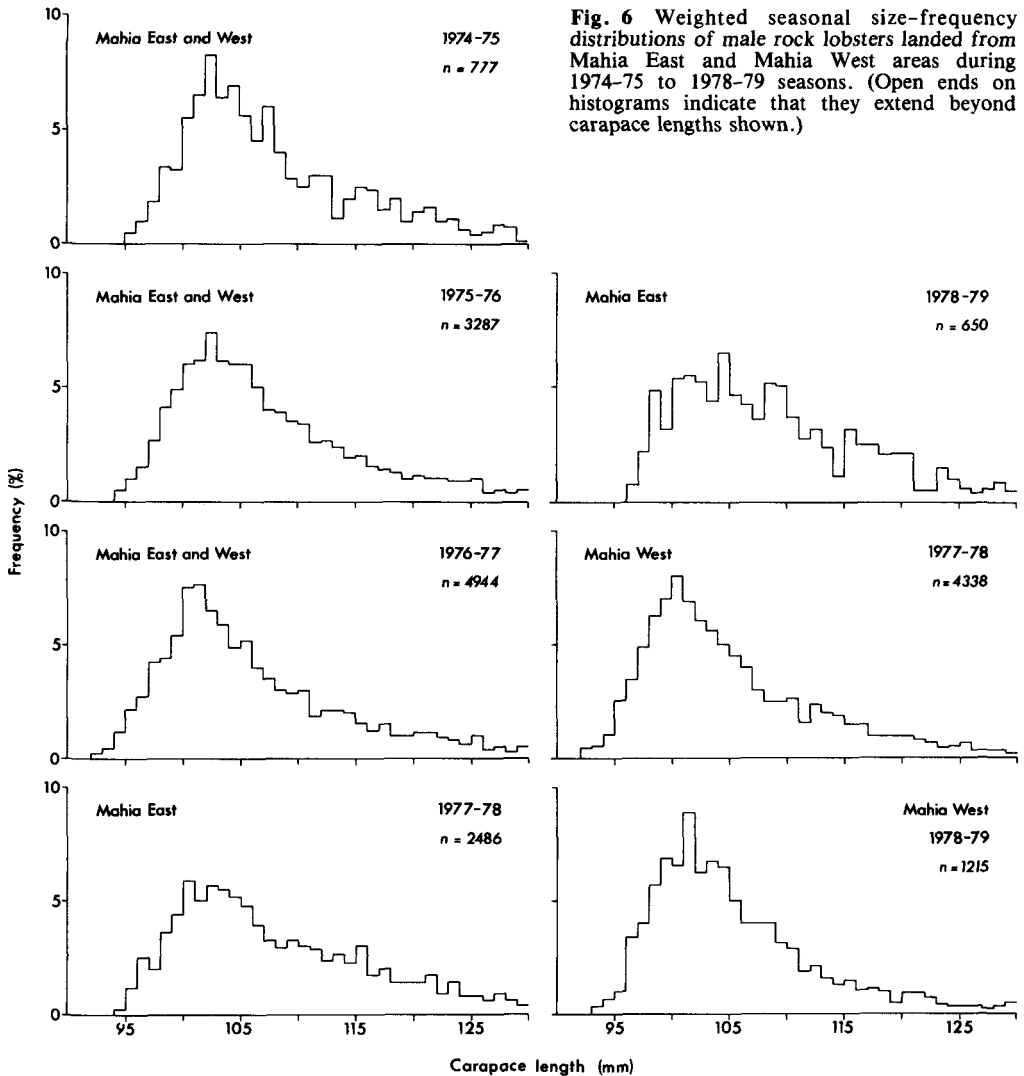 Fig. 6 Weighted seasonal size-frequency
distributions of male rock lobsters landed from
Mahia East and Mahia West areas during
1974–75 to 1978–79 seasons. (Open ends on
histograms indicate that they extend beyond
carapace lengths shown.)
Mahia East and West 1974-75
n = 777
10
5
0
Mahia East and West 1975-76
n = 3287
10
5
0
Mahia East 1978-79
n = 650
Frequency (%)
Mahia East and West 1976-77
n = 4944
10
5
0
Mahia West 1977-78
n = 4338
Mahia East 1977-78
n = 2486
10
5
0
95 105 115 125
Mahia West
1978-79
n = 1215
95 105 115 125
Carapace length (mm)